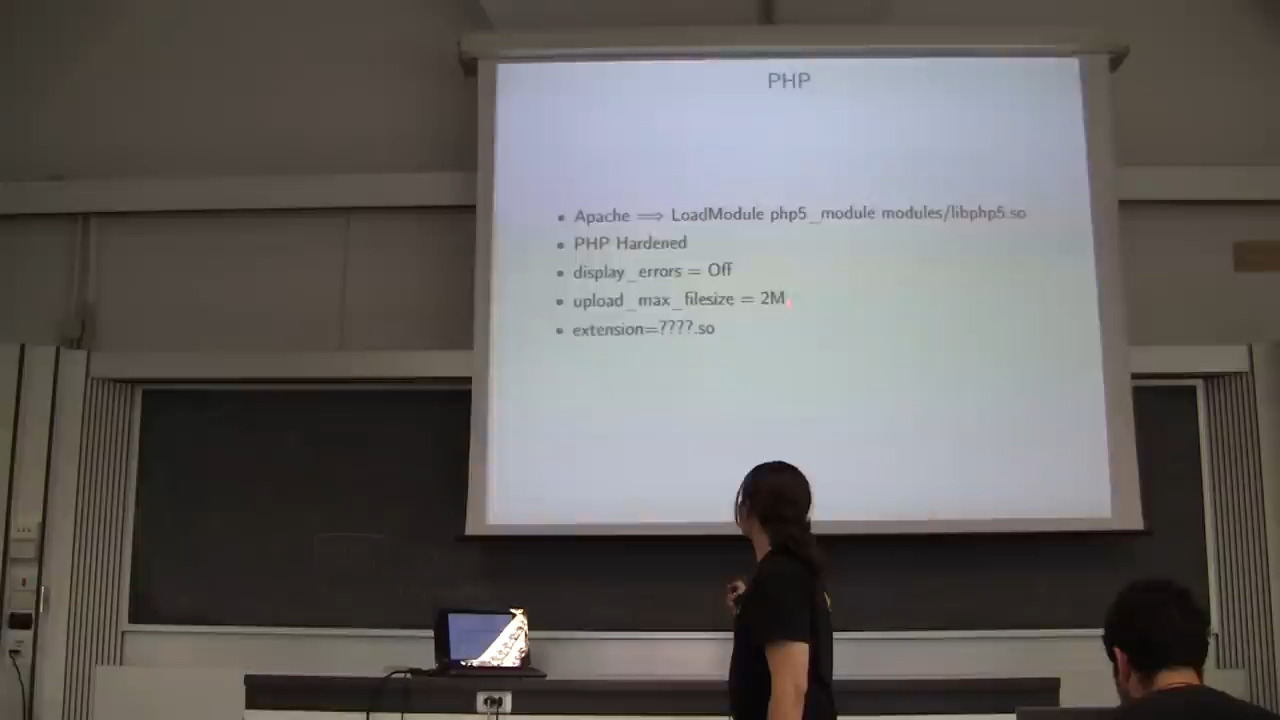 PHP
• Apache ⟹ LoadModule php5_module modules/libphp5.so
• PHP Hardened
• display_errors = Off
• upload_max_filesize = 2M
• extension=????.so